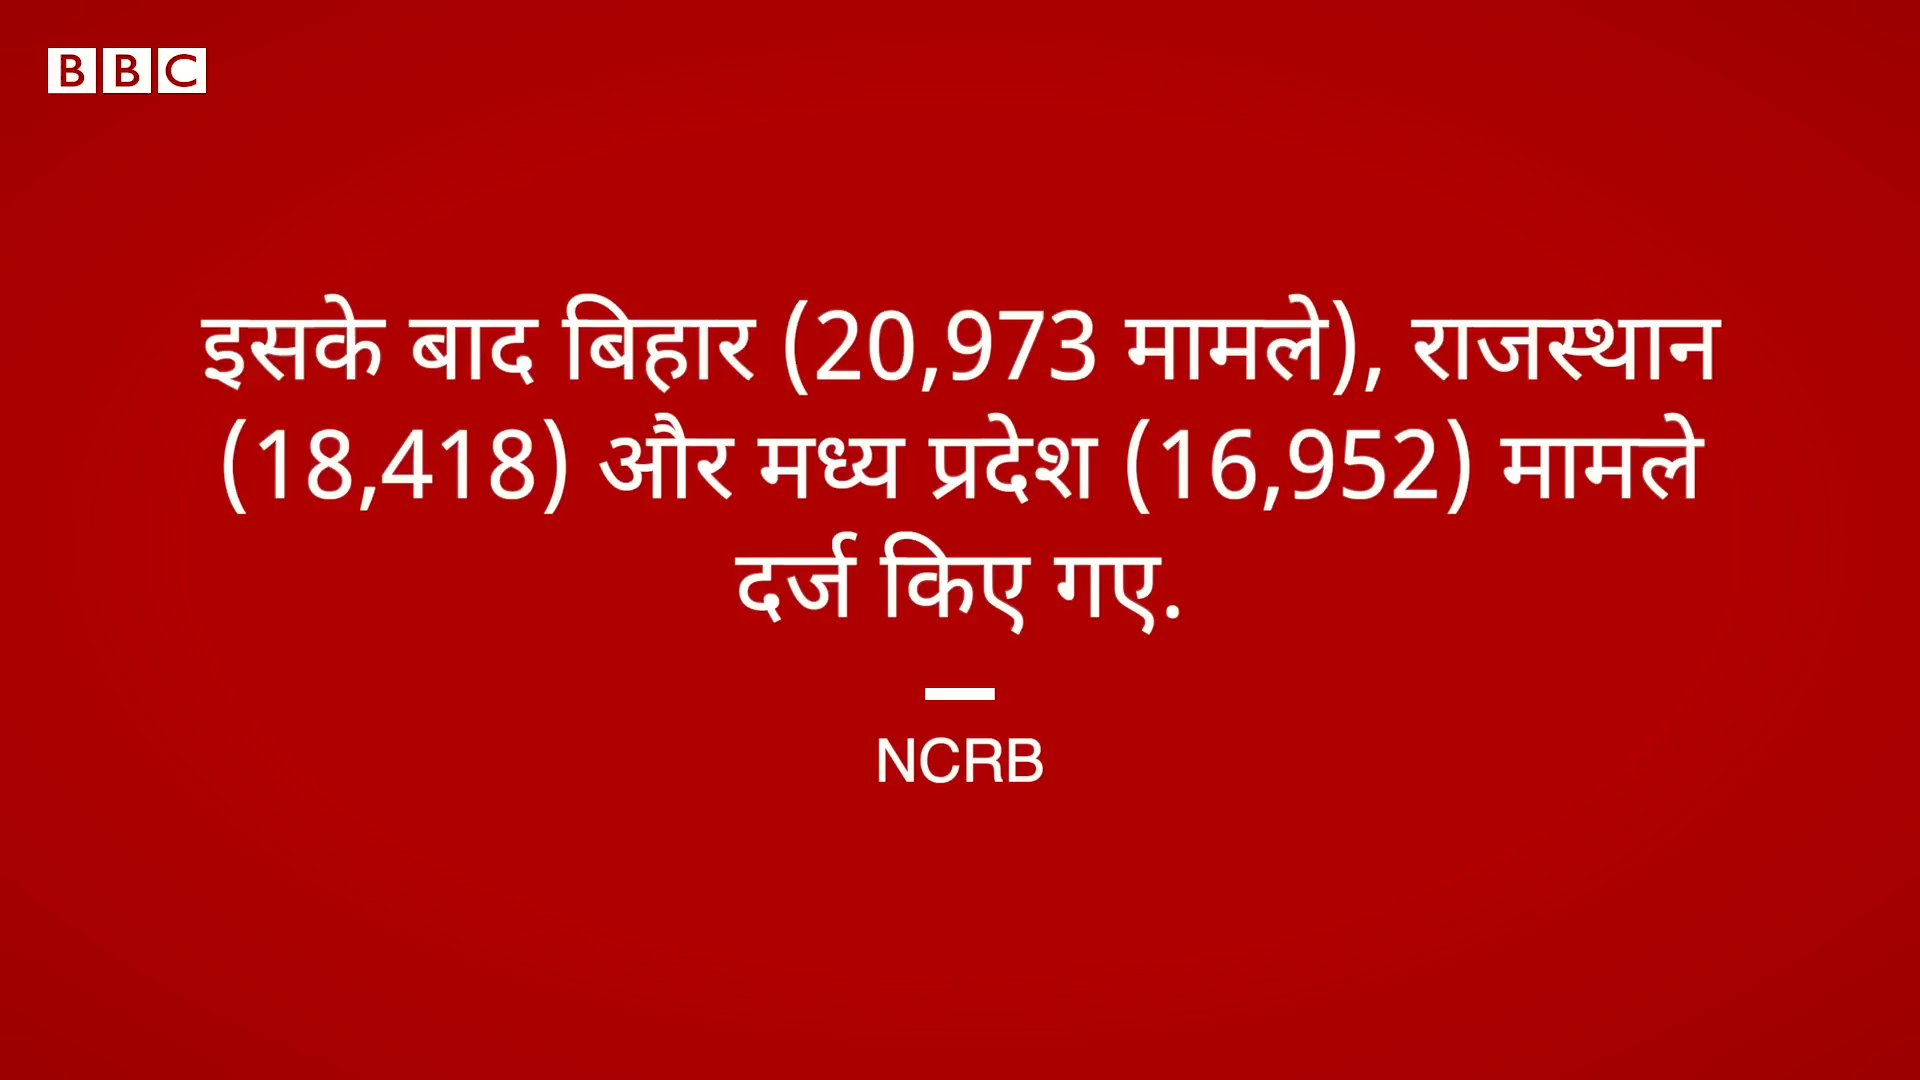 BBC
इसके बाद बिहार (20,973 मामले), राजस्थान
(18,418) और मध्य प्रदेश (16,952) मामले
दर्ज किए गए.
NCRB